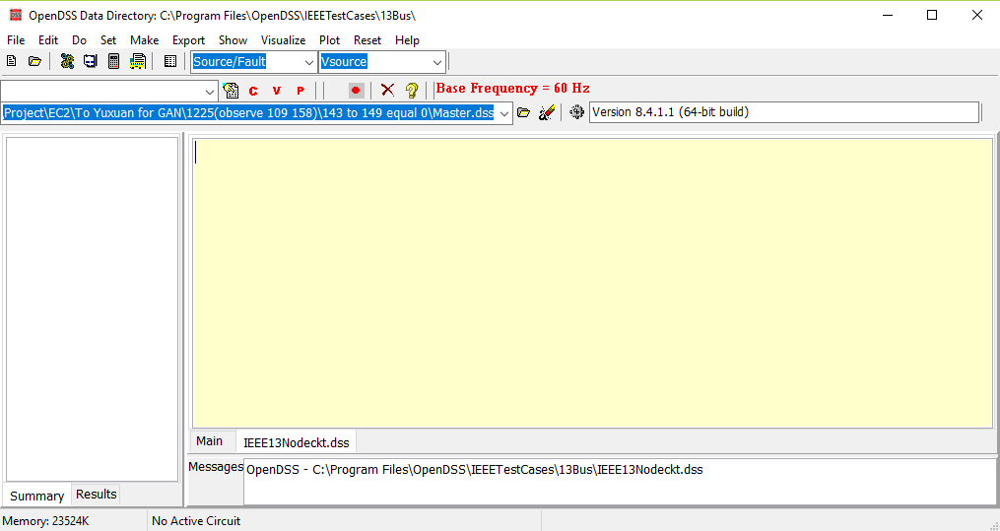 OpenDSS Data Directory: C:\Program Files\OpenDSS\IEEETestCases\13Bus\
File Edit Do Set Make Export Show Visualize Plot Reset Help
Source/Fault Vsource
C V P Base Frequency = 60 Hz
Project\EC2\To Yuxuan for GAN\1225(observe 109 158)\143 to 149 equal 0\Master.dss Version 8.4.1.1 (64-bit build)
Main IEEE13Nodeckt.dss
Messages OpenDSS - C:\Program Files\OpenDSS\IEEETestCases\13Bus\IEEE13Nodeckt.dss
Summary Results
Memory: 23524K No Active Circuit